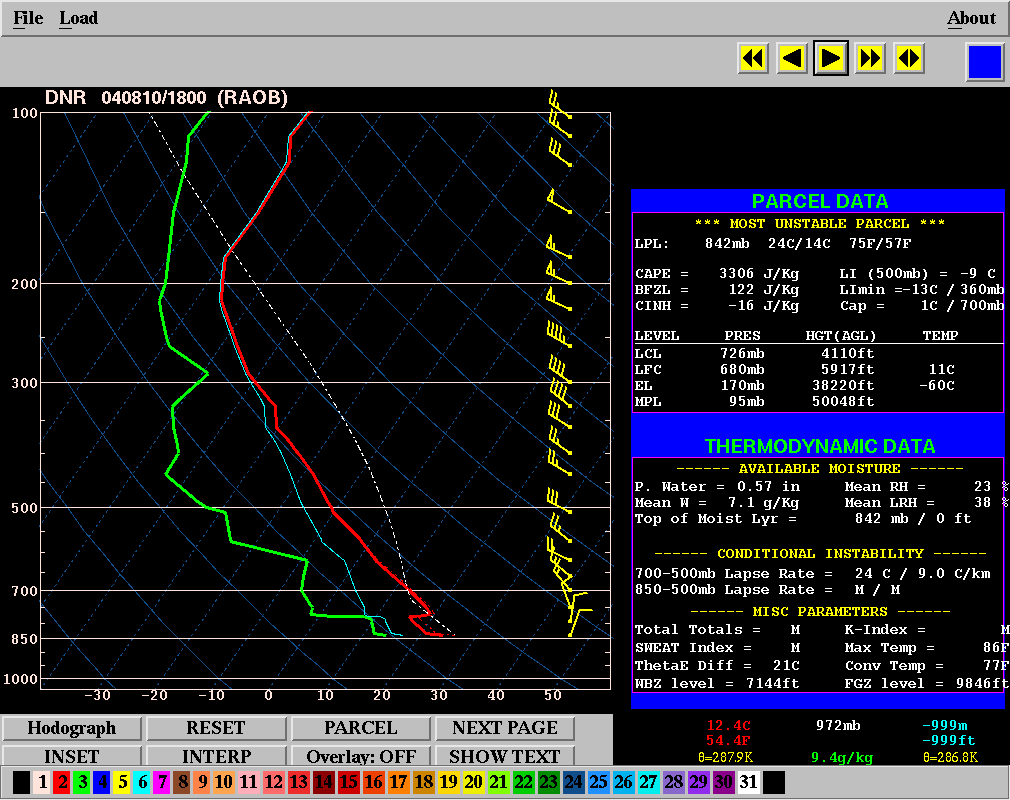 File Load About
DNR 040810/1800 (RAOB)
100
200
300
400
500
700
850
1000
-30 -20 -10 0 10 20 30 40 50
PARCEL DATA
*** MOST UNSTABLE PARCEL ***
LPL: 842mb 24C/14C 75F/57F
CAPE = 3306 J/Kg LI (500mb) = -9 C
BFZL = 122 J/Kg LImin =-13C / 360mb
CINH = -16 J/Kg Cap = 1C / 700mb
LEVEL PRES HGT(AGL) TEMP
LCL 726mb 4110ft
LFC 680mb 5917ft 11C
EL 170mb 38220ft -60C
MPL 95mb 50048ft
THERMODYNAMIC DATA
------ AVAILABLE MOISTURE ------
P. Water = 0.57 in Mean RH = 23 %
Mean W = 7.1 g/Kg Mean LRH = 38 %
Top of Moist Lyr = 842 mb / 0 ft
------ CONDITIONAL INSTABILITY ------
700-500mb Lapse Rate = 24 C / 9.0 C/km
850-500mb Lapse Rate = M / M
------ MISC PARAMETERS ------
Total Totals = M K-Index = M
SWEAT Index = M Max Temp = 86F
ThetaE Diff = 21C Conv Temp = 77F
WBZ level = 7144ft FGZ level = 9846ft
Hodograph RESET PARCEL NEXT PAGE
INSET INTERP Overlay: OFF SHOW TEXT
12.4C 972mb -999m
54.4F -999ft
θ=287.9K 9.4g/kg θ=286.8K
1 2 3 4 5 6 7 8 9 10 11 12 13 14 15 16 17 18 19 20 21 22 23 24 25 26 27 28 29 30 31